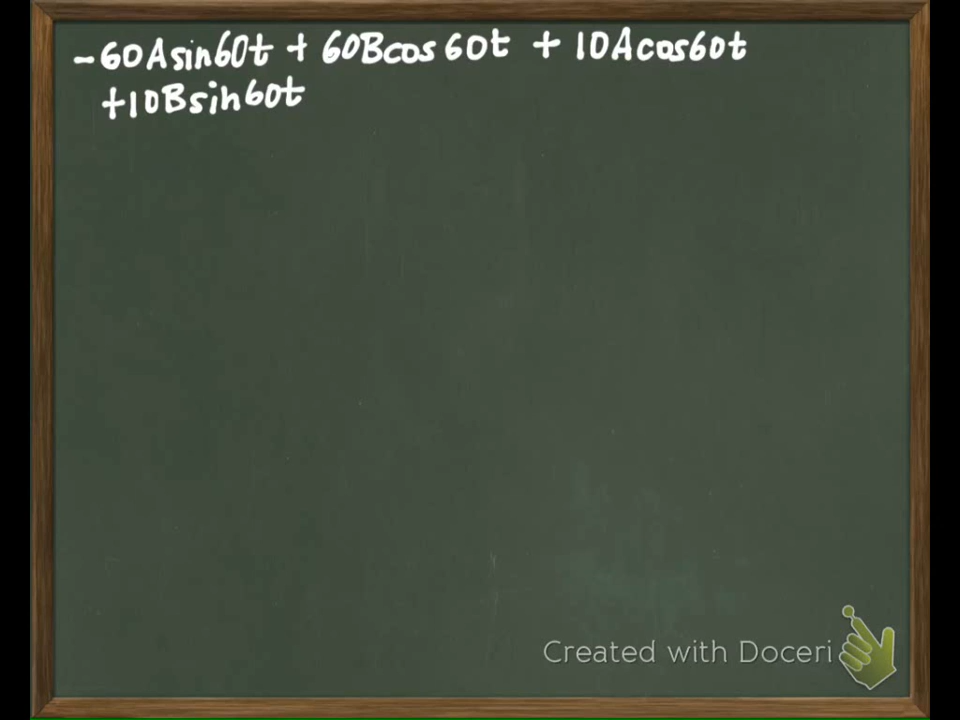 -60Asin60t + 60Bcos60t + 10Acos60t
+10Bsin60t
Created with Doceri